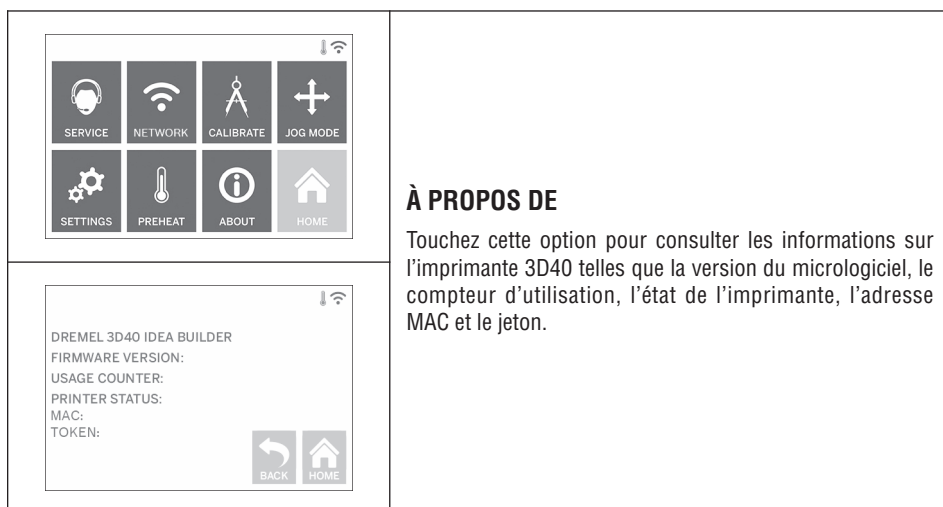 SERVICE NETWORK CALIBRATE JOG MODE
SETTINGS PREHEAT ABOUT HOME
DREMEL 3D40 IDEA BUILDER
FIRMWARE VERSION:
USAGE COUNTER:
PRINTER STATUS:
MAC:
TOKEN:
BACK HOME
À PROPOS DE
Touchez cette option pour consulter les informations sur
l’imprimante 3D40 telles que la version du micrologiciel, le
compteur d’utilisation, l’état de l’imprimante, l’adresse
MAC et le jeton.